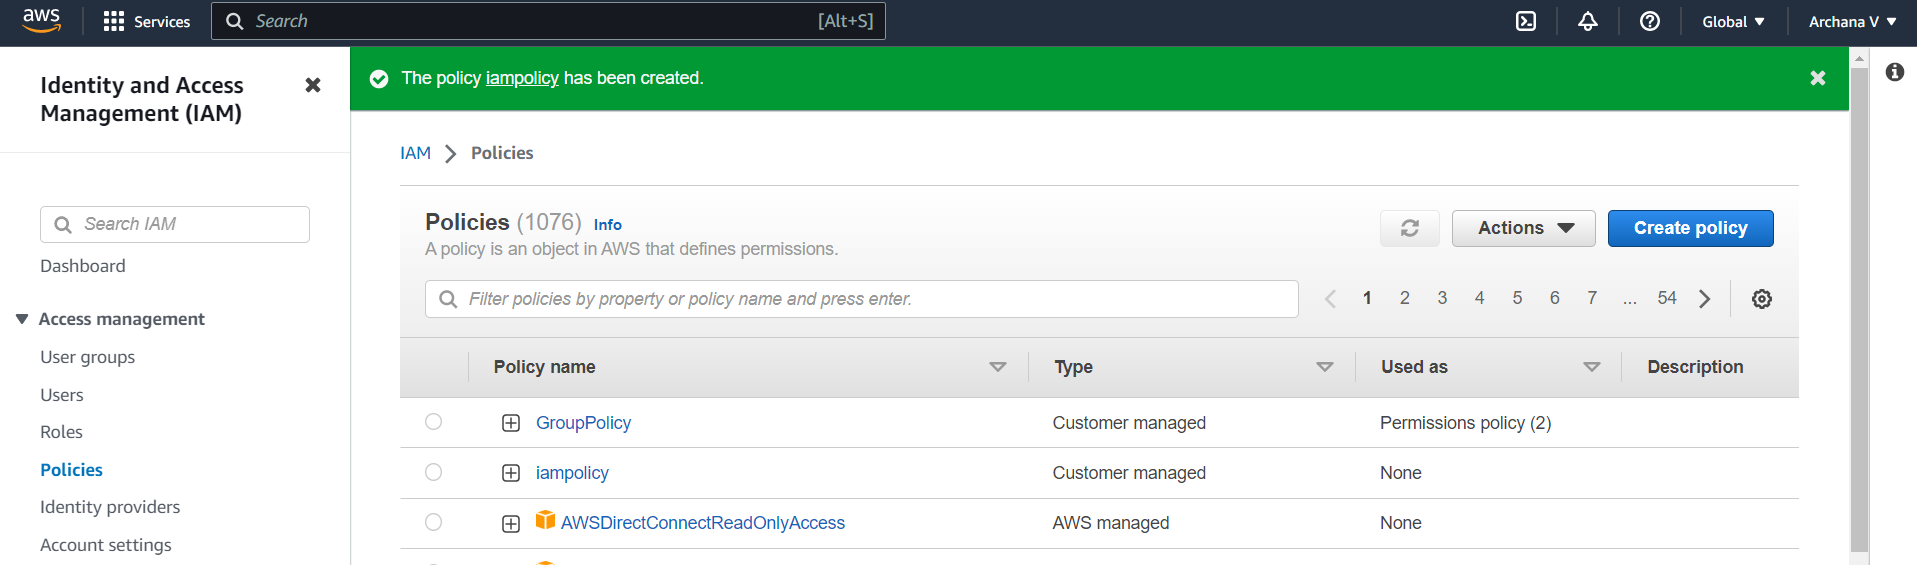 aws
Services
Search [Alt+S]
Global
Archana V
Identity and Access
Management (IAM)
Search IAM
Dashboard
Access management
User groups
Users
Roles
Policies
Identity providers
Account settings
The policy iampolicy has been created.
IAM > Policies
Policies (1076) Info
A policy is an object in AWS that defines permissions.
Actions
Create policy
Filter policies by property or policy name and press enter.
1 2 3 4 5 6 7 ... 54
Policy name Type Used as Description
GroupPolicy Customer managed Permissions policy (2)
iampolicy Customer managed None
AWSDirectConnectReadOnlyAccess AWS managed None